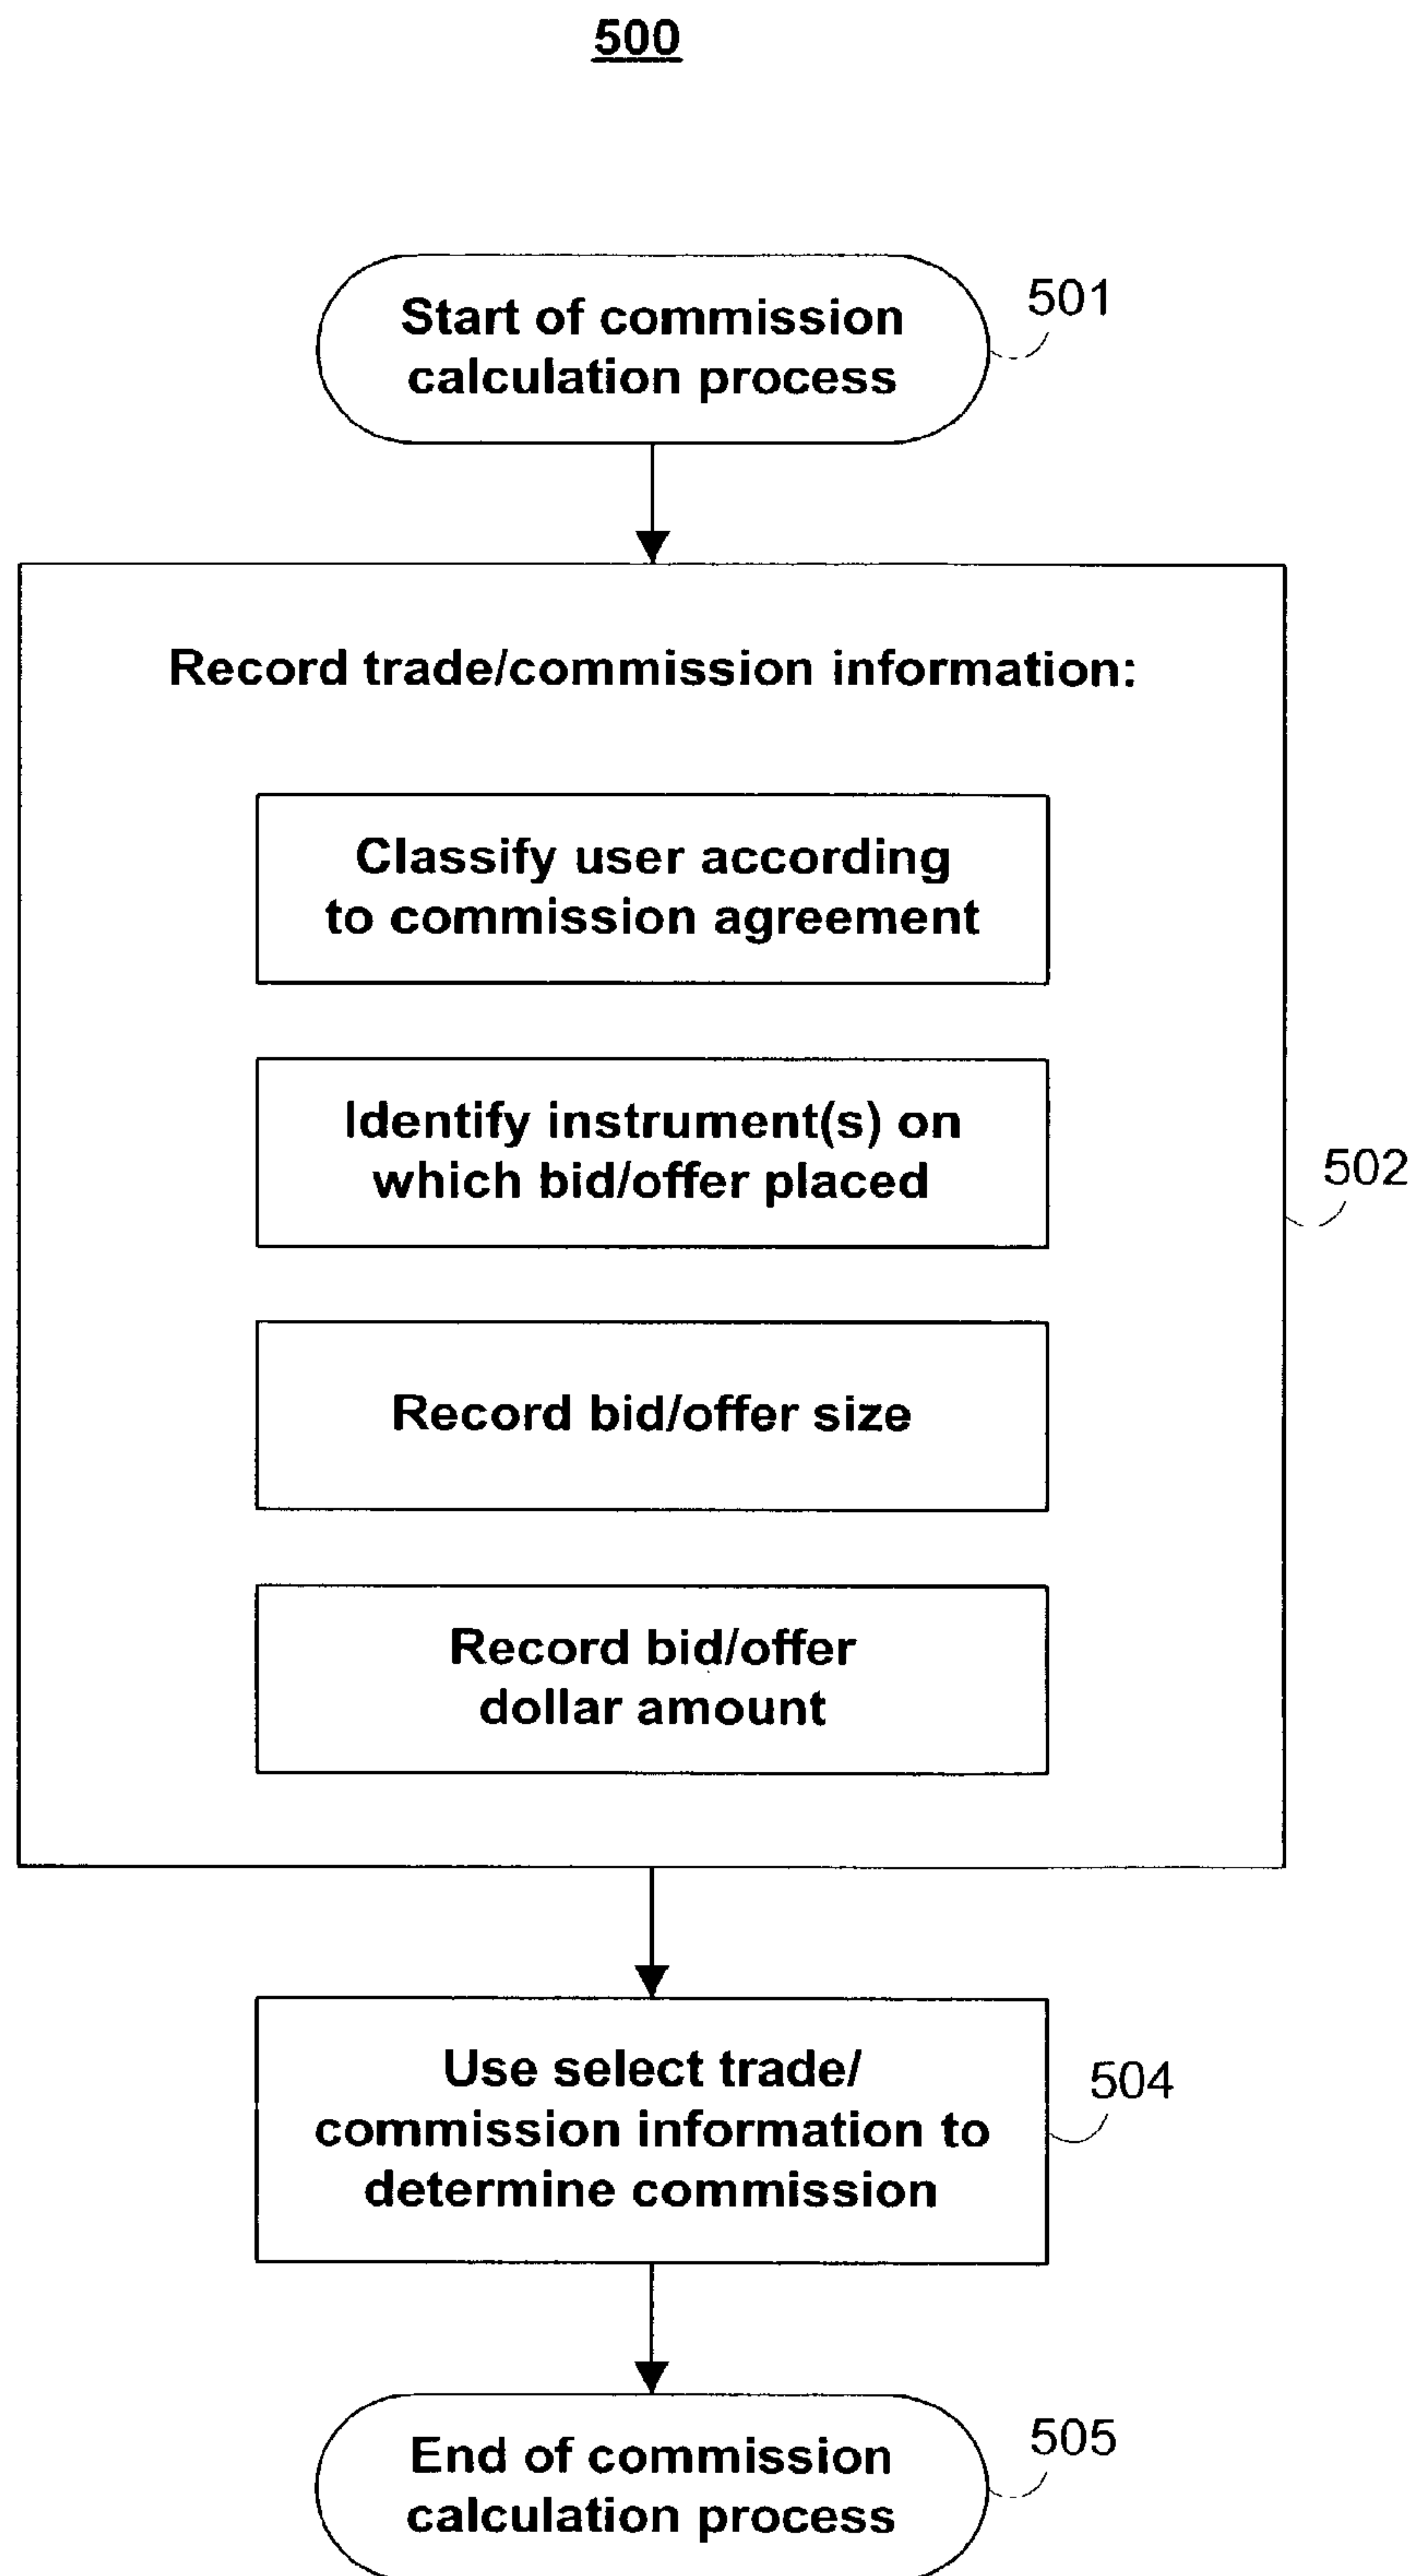 500
Start of commission
calculation process
501
Record trade/commission information:
Classify user according
to commission agreement
Identify instrument(s) on
which bid/offer placed
502
Record bid/offer size
Record bid/offer
dollar amount
Use select trade/
commission information to
determine commission
504
End of commission
calculation process
505